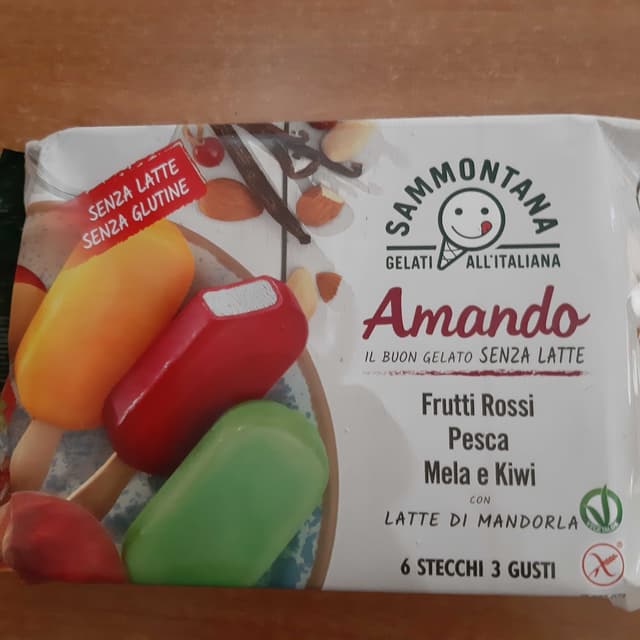 SENZA LATTE
SENZA GLUTINE
SAMMONTANA
GELATI ALL'ITALIANA
Amando
IL BUON GELATO SENZA LATTE
Frutti Rossi
Pesca
Mela e Kiwi
CON
LATTE DI MANDORLA
6 STECCHI 3 GUSTI